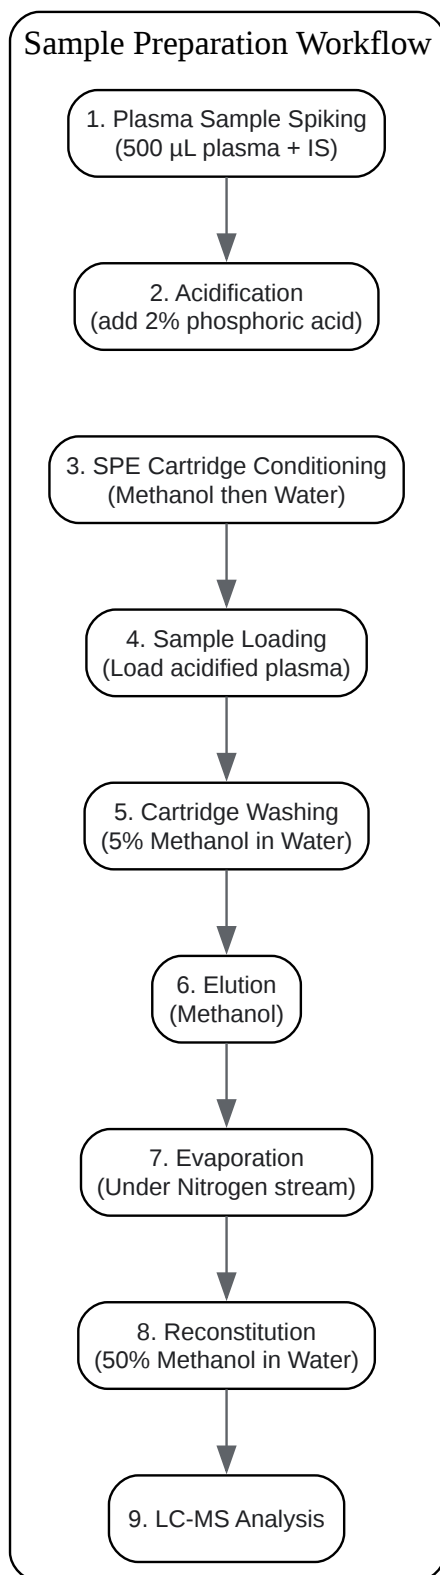 Sample Preparation Workflow
1. Plasma Sample Spiking
(500 µL plasma + IS)
2. Acidification
(add 2% phosphoric acid)
3. SPE Cartridge Conditioning
(Methanol then Water)
4. Sample Loading
(Load acidified plasma)
5. Cartridge Washing
(5% Methanol in Water)
6. Elution
(Methanol)
7. Evaporation
(Under Nitrogen stream)
8. Reconstitution
(50% Methanol in Water)
9. LC-MS Analysis